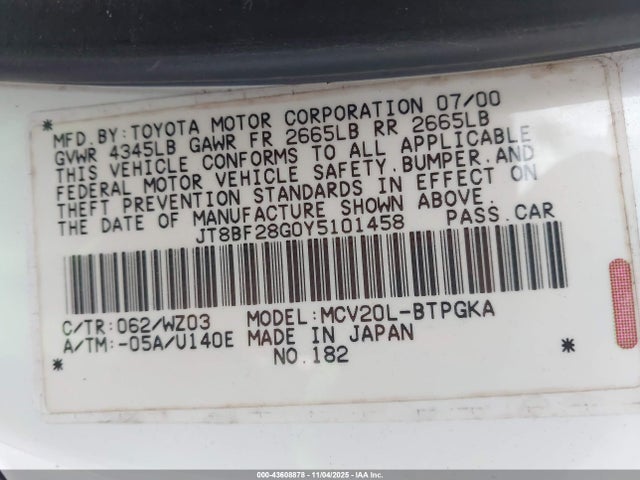 MFD.BY:TOYOTA MOTOR CORPORATION 07/00
GVWR 4345LB GAWR FR 2665LB RR 2665LB
THIS VEHICLE CONFORMS TO ALL APPLICABLE
FEDERAL MOTOR VEHICLE SAFETY,BUMPER,AND
THEFT PREVENTION STANDARDS IN EFFECT ON
THE DATE OF MANUFACTURE SHOWN ABOVE.
JT8BF28G0Y5101458 PASS.CAR
C/TR:062/WZ03 MODEL:MCV20L-BTPGKA
A/TM:-05A/U140E MADE IN JAPAN
NO.182
000-43608878 - 11/04/2025 - IAA Inc.